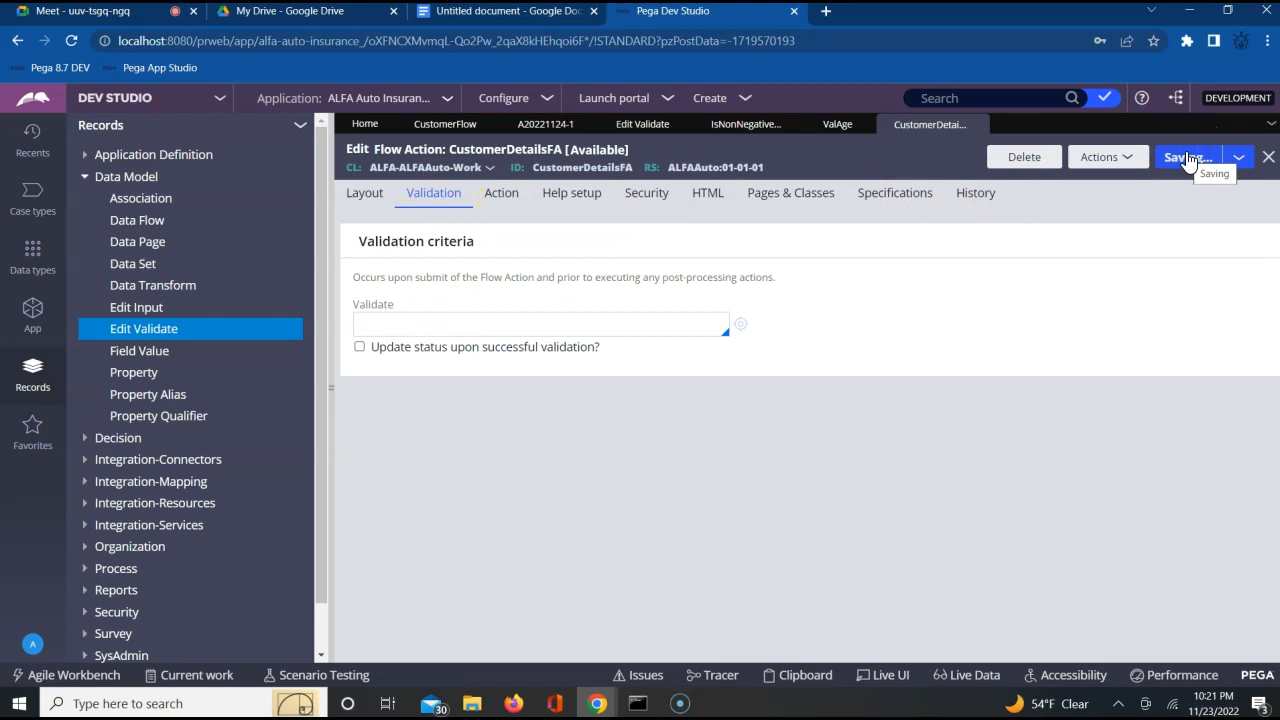 Meet - uuv-tsgq-ngq
My Drive - Google Drive
Untitled document - Google Doc
Pega Dev Studio
localhost:8080/prweb/app/alfa-auto-insurance_/oXFNCXMvmqL-Qo2Pw_2qaX8kHEhqoi6F*/!STANDARD?pzPostData=-1719570193
Pega 8.7 DEV
Pega App Studio
DEV STUDIO
Application: ALFA Auto Insuran...
Configure
Launch portal
Create
Search
DEVELOPMENT
Recents
Case types
Data types
App
Records
Favorites
A
Records
Application Definition
Data Model
Association
Data Flow
Data Page
Data Set
Data Transform
Edit Input
Edit Validate
Field Value
Property
Property Alias
Property Qualifier
Decision
Integration-Connectors
Integration-Mapping
Integration-Resources
Integration-Services
Organization
Process
Reports
Security
Survey
SysAdmin
Home
CustomerFlow
A20221124-1
Edit Validate
IsNonNegative...
ValAge
CustomerDetai...
Edit Flow Action: CustomerDetailsFA [Available]
CL: ALFA-ALFAAuto-Work ID: CustomerDetailsFA RS: ALFAAuto:01-01-01
Delete
Actions
Saving...
Saving
Layout
Validation
Action
Help setup
Security
HTML
Pages & Classes
Specifications
History
Validation criteria
Occurs upon submit of the Flow Action and prior to executing any post-processing actions.
Validate
Update status upon successful validation?
Agile Workbench
Current work
Scenario Testing
Issues
Tracer
Clipboard
Live UI
Live Data
Accessibility
Performance
PEGA
Type here to search
30
54°F Clear
10:21 PM
11/23/2022
3